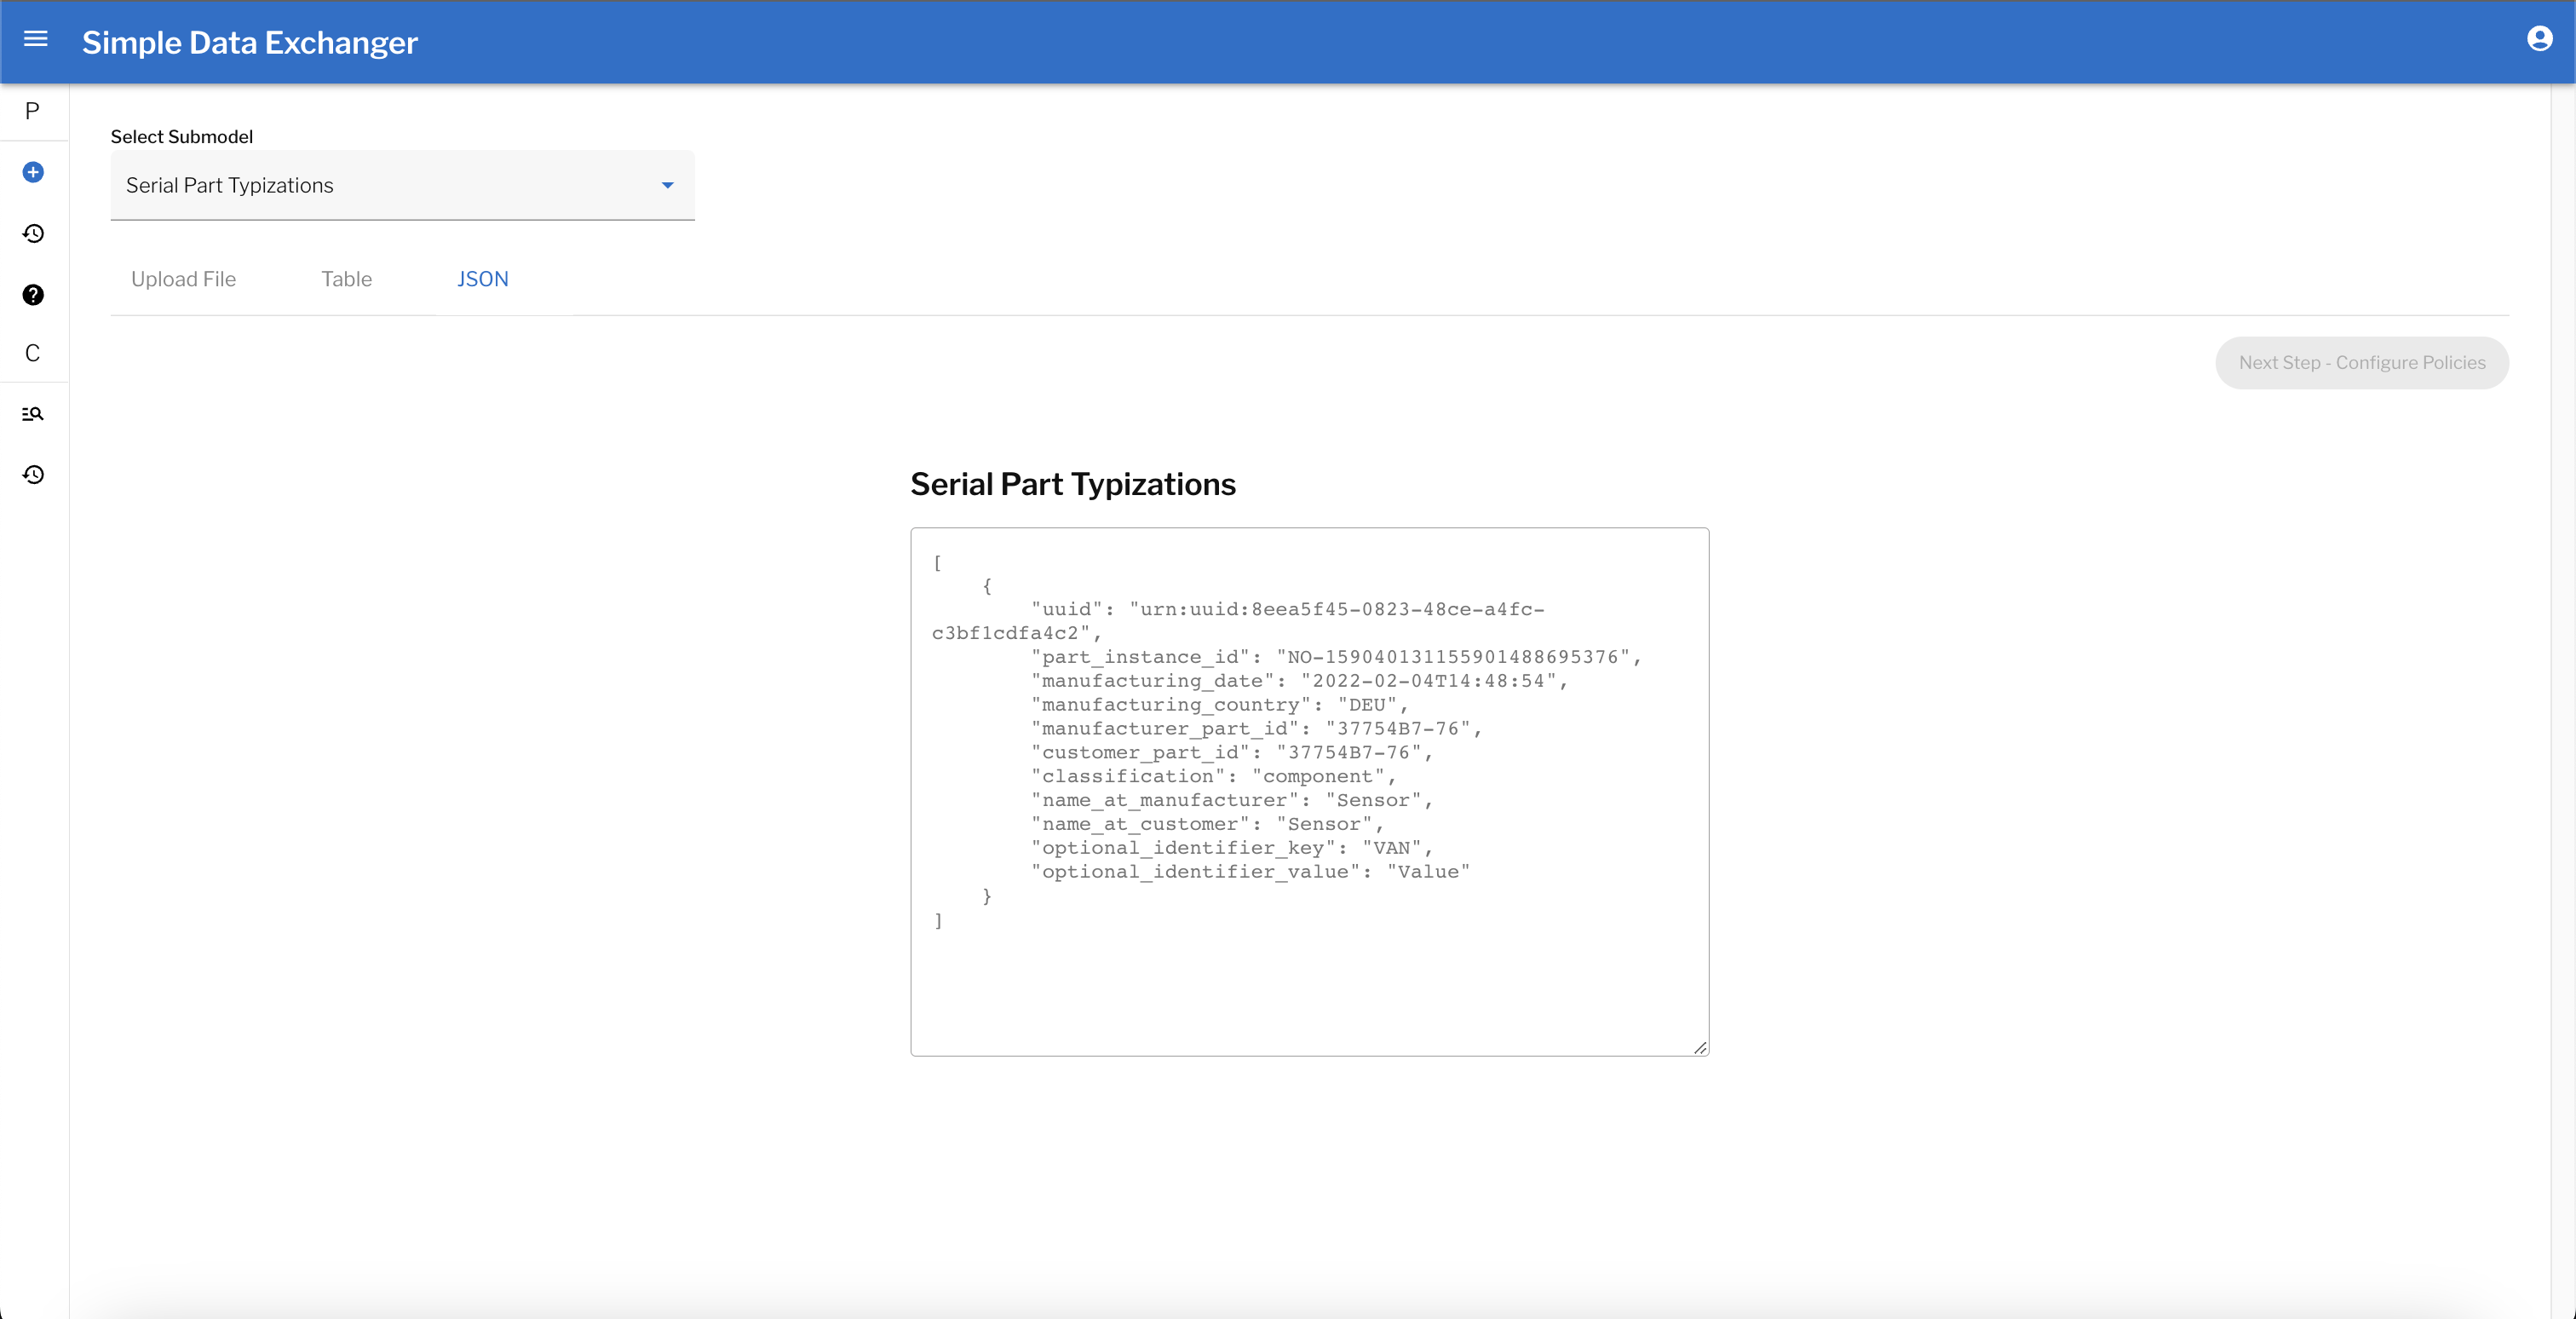 Simple Data Exchanger
P
Select Submodel
Serial Part Typizations
Upload File Table JSON
C
Next Step - Configure Policies
Serial Part Typizations
[
{
"uuid": "urn:uuid:8eea5f45-0823-48ce-a4fc-
c3bf1cdfa4c2",
"part_instance_id": "NO-159040131155901488695376",
"manufacturing_date": "2022-02-04T14:48:54",
"manufacturing_country": "DEU",
"manufacturer_part_id": "37754B7-76",
"customer_part_id": "37754B7-76",
"classification": "component",
"name_at_manufacturer": "Sensor",
"name_at_customer": "Sensor",
"optional_identifier_key": "VAN",
"optional_identifier_value": "Value"
}
]